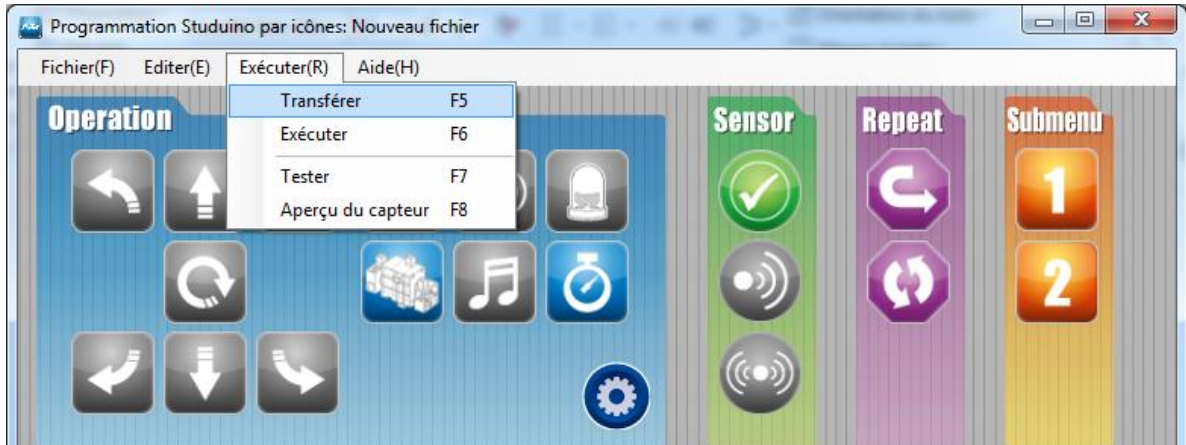 Programmation Studuino par icônes: Nouveau fichier
Fichier(F) Editer(E) Exécuter(R) Aide(H)
Transférer F5
Exécuter F6
Tester F7
Aperçu du capteur F8
Operation
Sensor
Repeat
Submenu
1
2